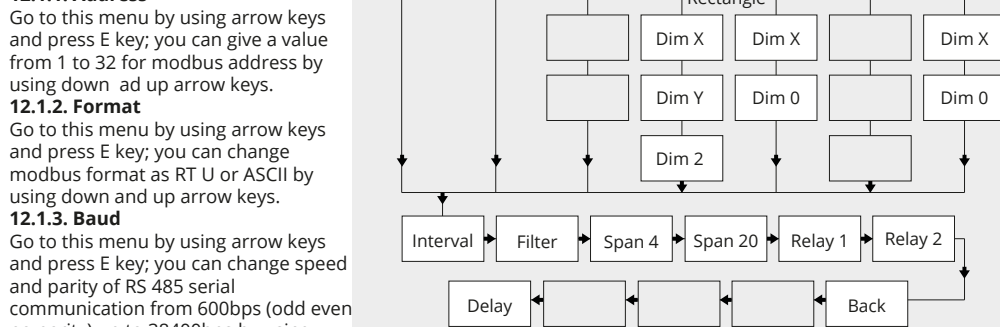 12.1.1. Address
Go to this menu by using arrow keys
and press E key; you can give a value
from 1 to 32 for modbus address by
using down  ad up arrow keys.
12.1.2. Format
Go to this menu by using arrow keys
and press E key; you can change
modbus format as RT U or ASCII by
using down and up arrow keys.
12.1.3. Baud
Go to this menu by using arrow keys
and press E key; you can change speed
and parity of RS 485 serial
communication from 600bps (odd even
Rectangle
Dim X
Dim X
Dim X
Dim Y
Dim 0
Dim 0
Dim 2
Interval
Filter
Span 4
Span 20
Relay 1
Relay 2
Delay
Back